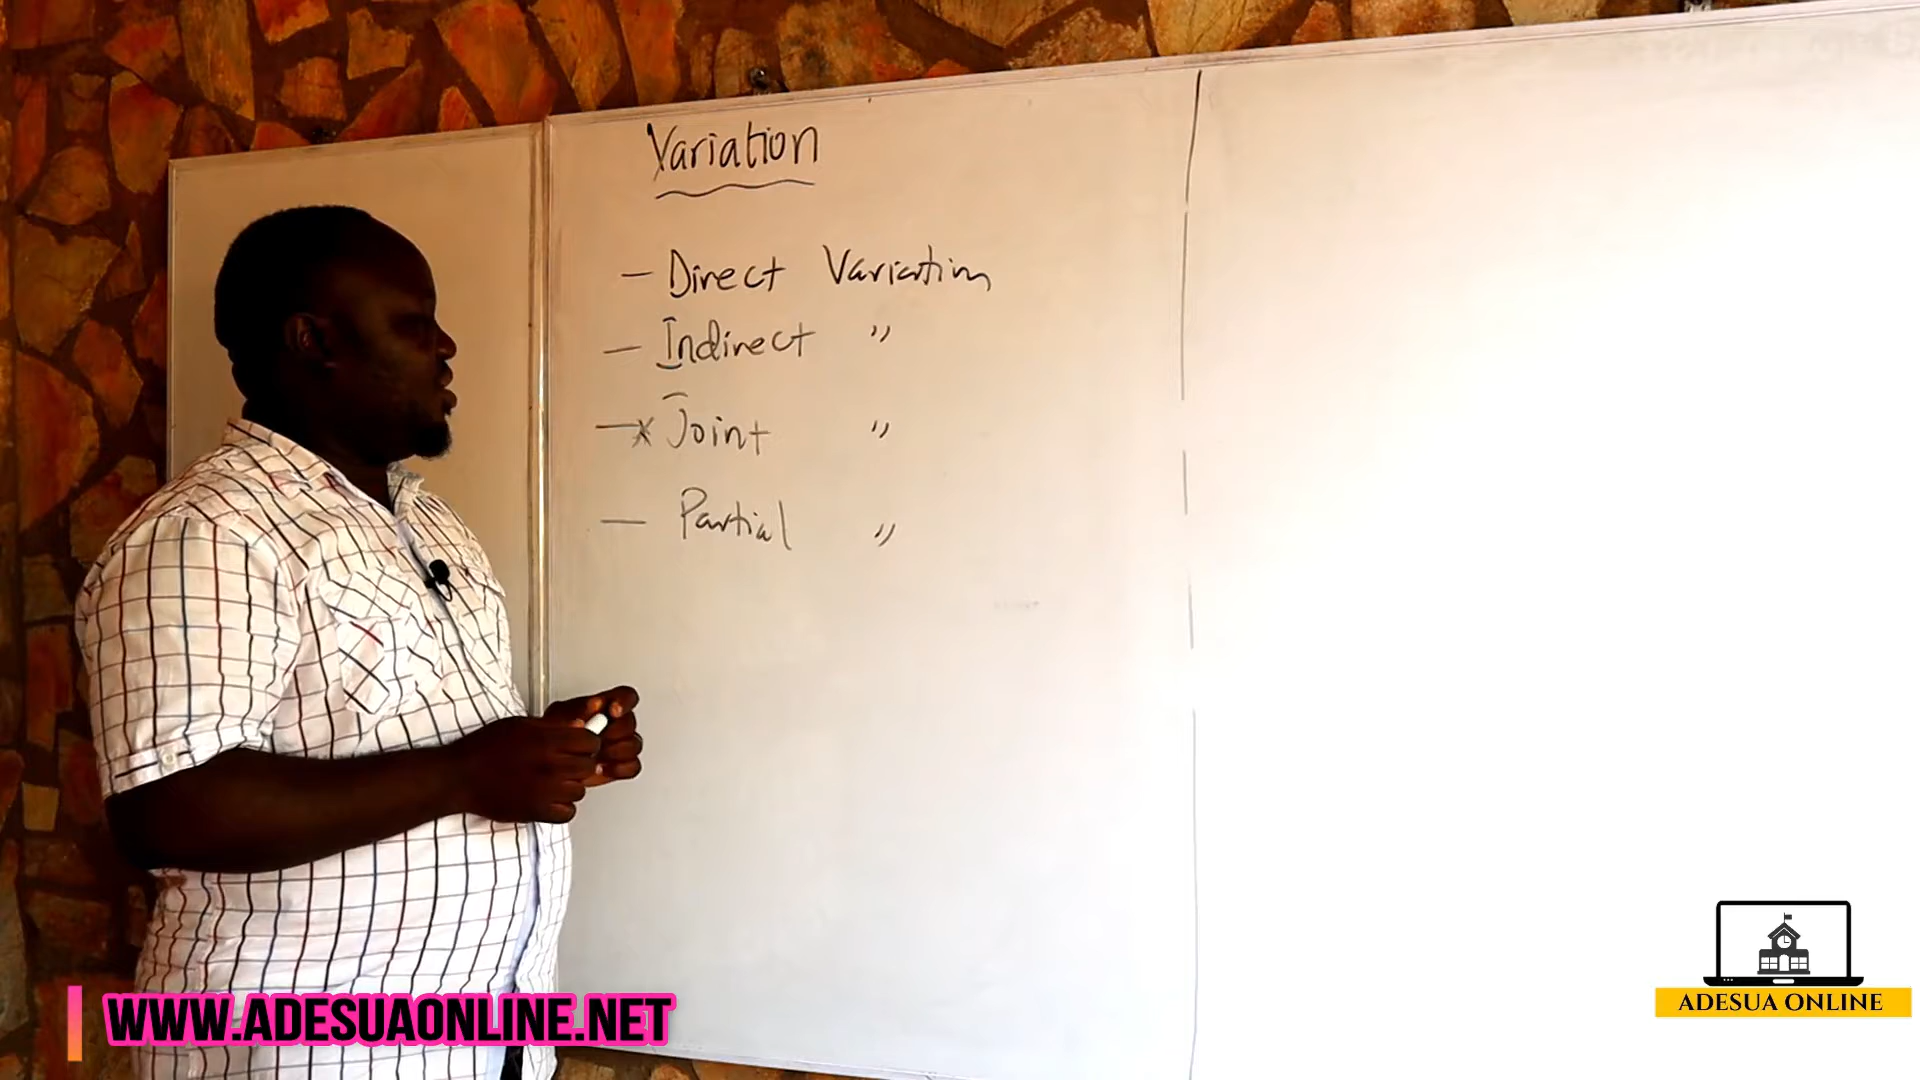 Variation
— Direct Variation
— Indirect "
— Joint "
— Partial "
WWW.ADESUAONLINE.NET
ADESUA ONLINE